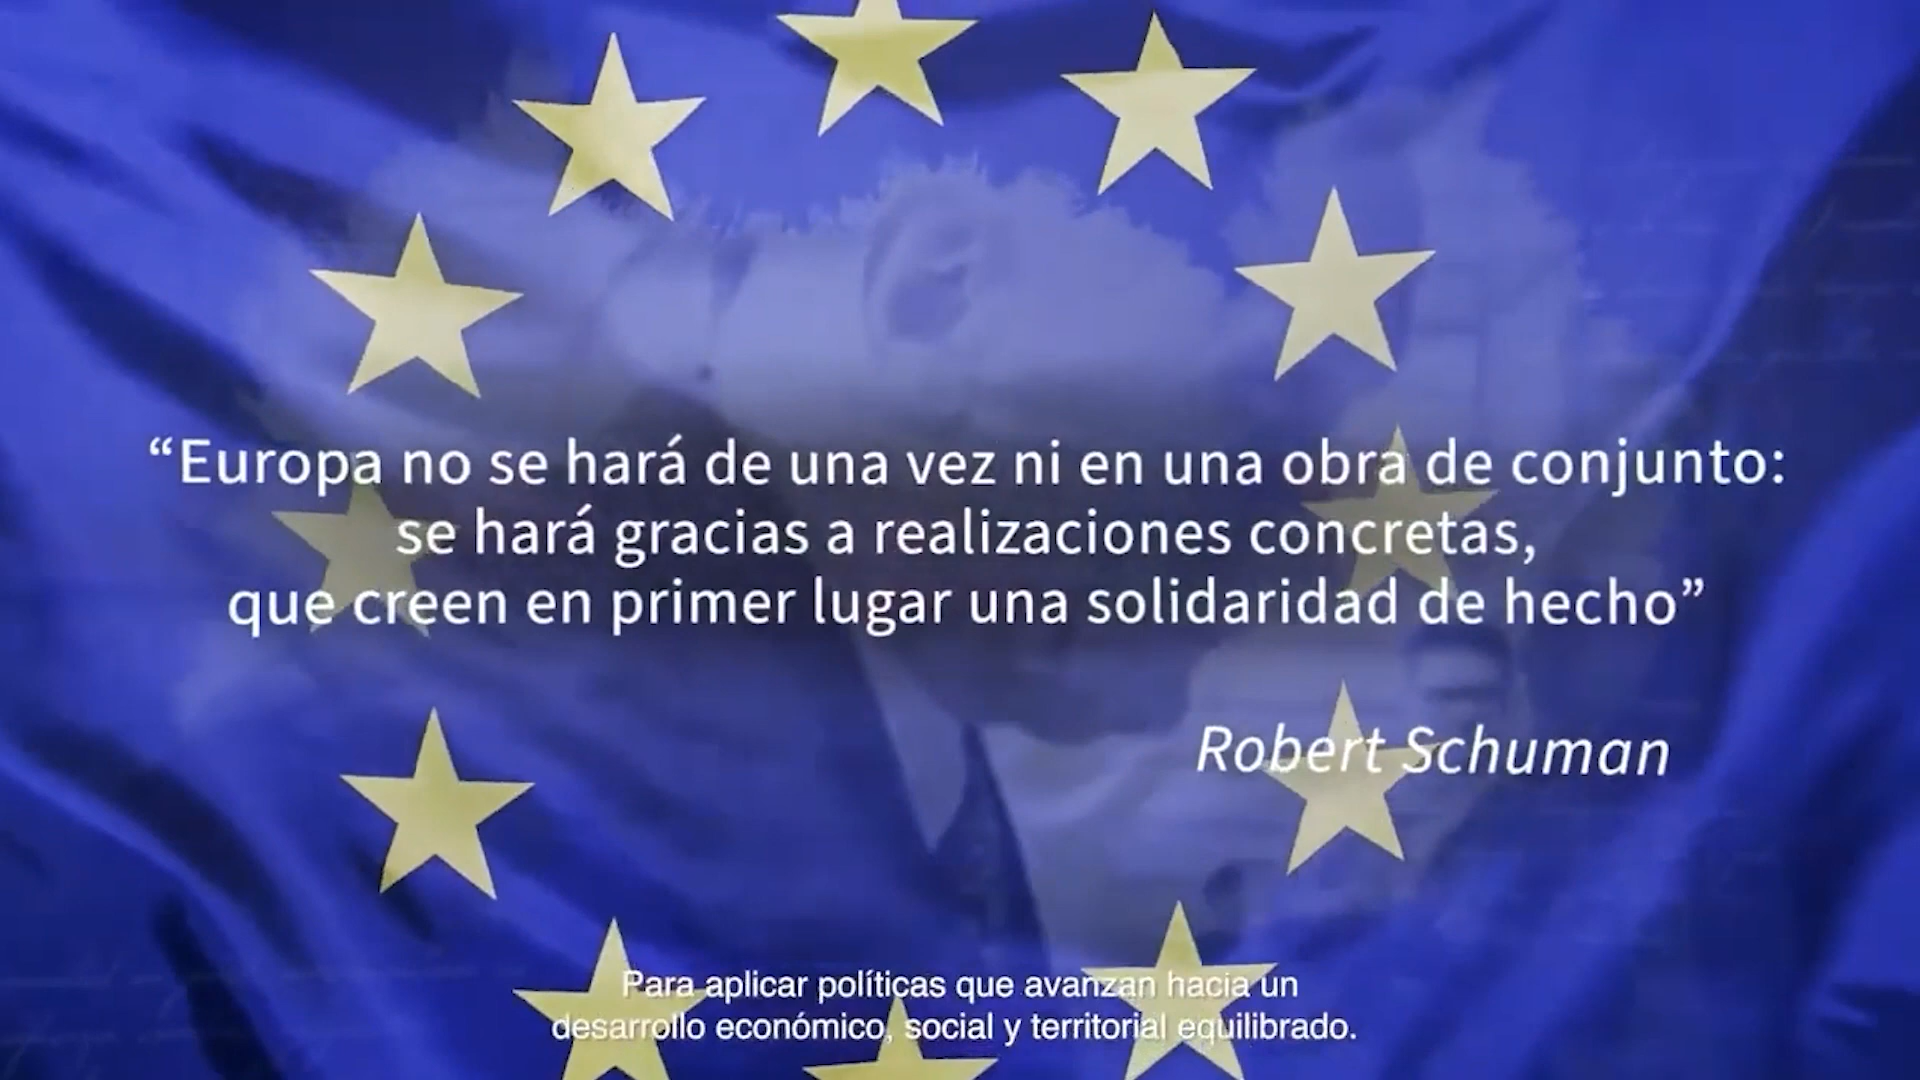 “Europa no se hará de una vez ni en una obra de conjunto:
se hará gracias a realizaciones concretas,
que creen en primer lugar una solidaridad de hecho”
Robert Schuman
Para aplicar políticas que avanzan hacia un
desarrollo económico, social y territorial equilibrado.